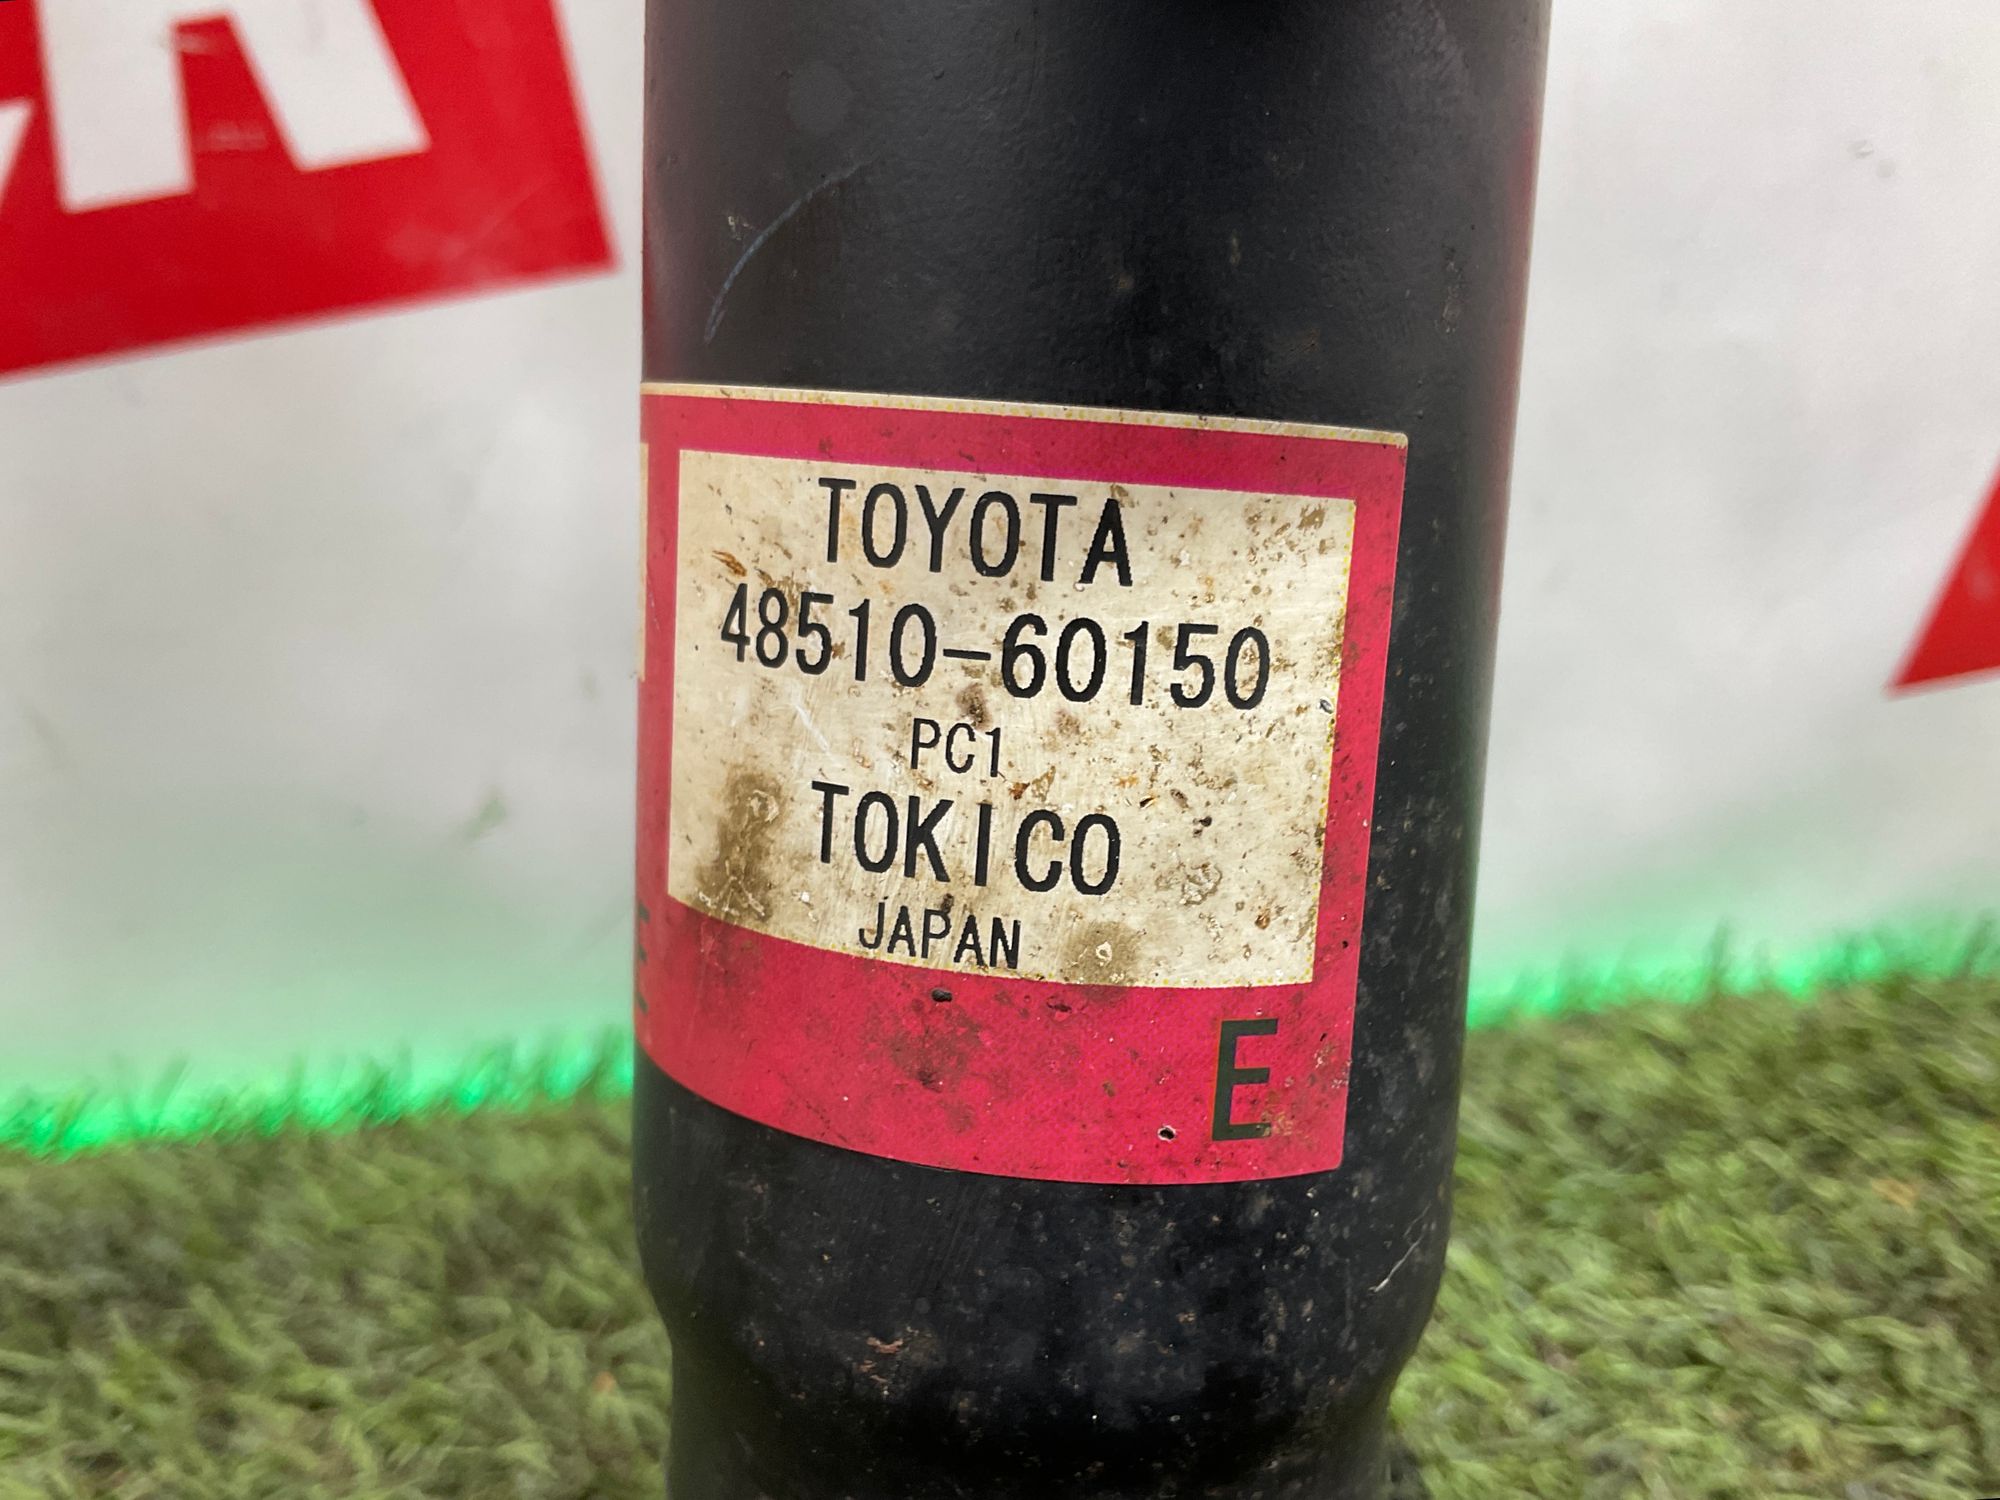 TOYOTA
48510-60150
PC1
TOKICO
JAPAN
E
E